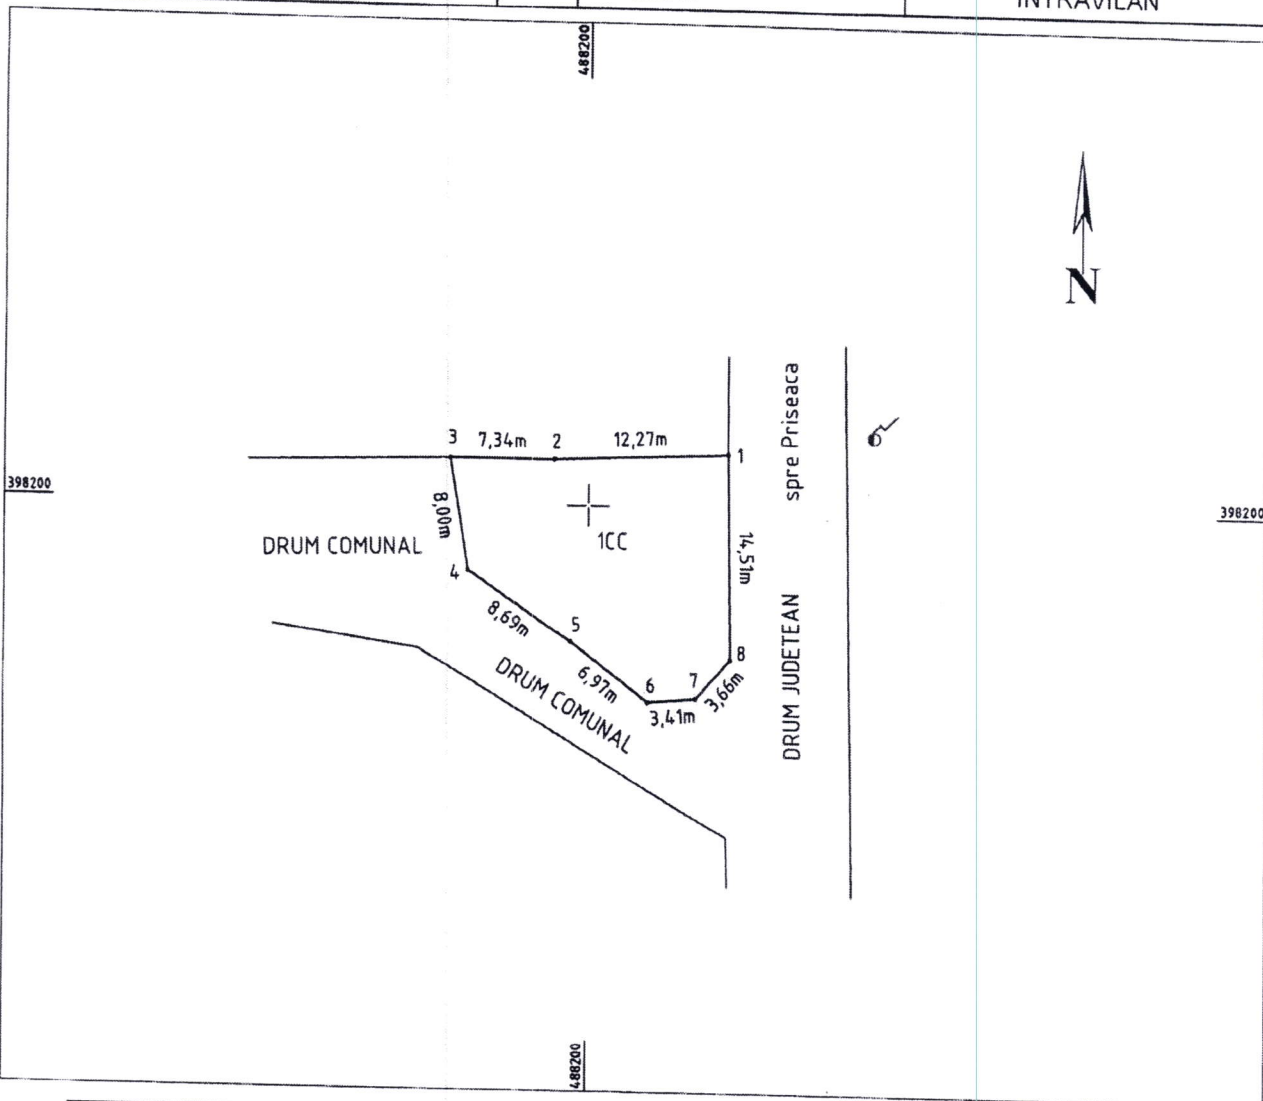 INTRAVILAN
488200
N
spre Priseaca
3 7,34m 2 12,27m 1
398200
398200
8,00m
1CC
DRUM COMUNAL
14,51m
4
8,69m
5
DRUM JUDETEAN
8
6,97m
DRUM COMUNAL
6
7
3,66m
3,41m
488200